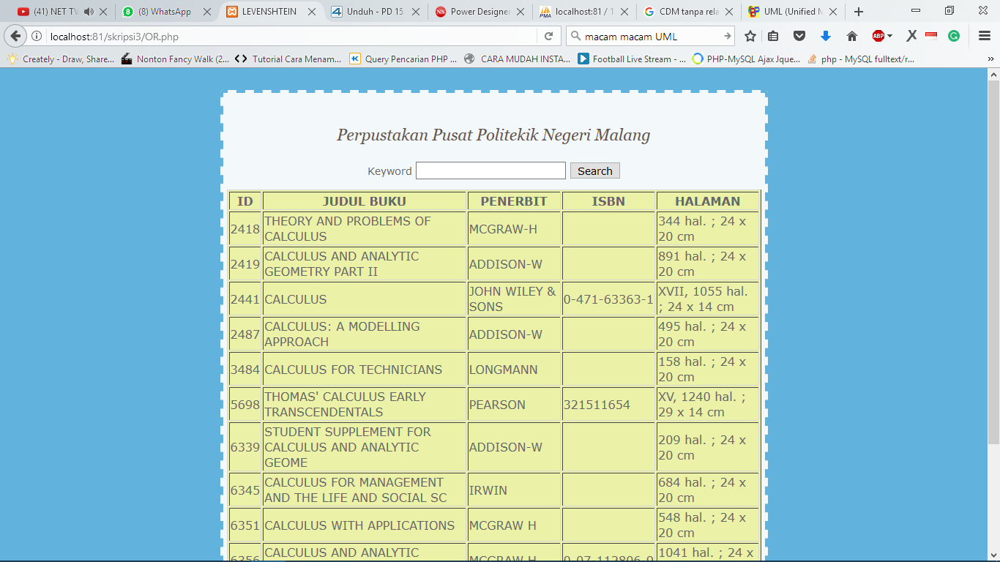 (41) NET TV
(8) WhatsApp
LEVENSHTEIN
Unduh - PD 15
Power Designer
localhost:81 / 1
CDM tanpa rela
UML (Unified M
localhost:81/skripsi3/OR.php
macam macam UML
ABP
Creately - Draw, Share...
Nonton Fancy Walk (2...
Tutorial Cara Menam...
Query Pencarian PHP ...
CARA MUDAH INSTA...
Football Live Stream - ...
PHP-MySQL Ajax Jque...
php - MySQL fulltext/r...
Perpustakan Pusat Politekik Negeri Malang
Keyword
Search
ID JUDUL BUKU PENERBIT ISBN HALAMAN
2418 THEORY AND PROBLEMS OF
CALCULUS
MCGRAW-H
344 hal. ; 24 x
20 cm
2419 CALCULUS AND ANALYTIC
GEOMETRY PART II
ADDISON-W
891 hal. ; 24 x
20 cm
2441 CALCULUS
JOHN WILEY &
SONS
0-471-63363-1
XVII, 1055 hal.
; 24 x 14 cm
2487 CALCULUS: A MODELLING
APPROACH
ADDISON-W
495 hal. ; 24 x
20 cm
3484 CALCULUS FOR TECHNICIANS
LONGMANN
158 hal. ; 24 x
20 cm
5698 THOMAS' CALCULUS EARLY
TRANSCENDENTALS
PEARSON
321511654
XV, 1240 hal. ;
29 x 14 cm
6339 STUDENT SUPPLEMENT FOR
CALCULUS AND ANALYTIC
GEOME
ADDISON-W
209 hal. ; 24 x
20 cm
6345 CALCULUS FOR MANAGEMENT
AND THE LIFE AND SOCIAL SC
IRWIN
684 hal. ; 24 x
20 cm
6351 CALCULUS WITH APPLICATIONS
MCGRAW H
548 hal. ; 24 x
20 cm
6356 CALCULUS AND ANALYTIC
MCGRAW H
0-07-112806-9
1041 hal. ; 24 x